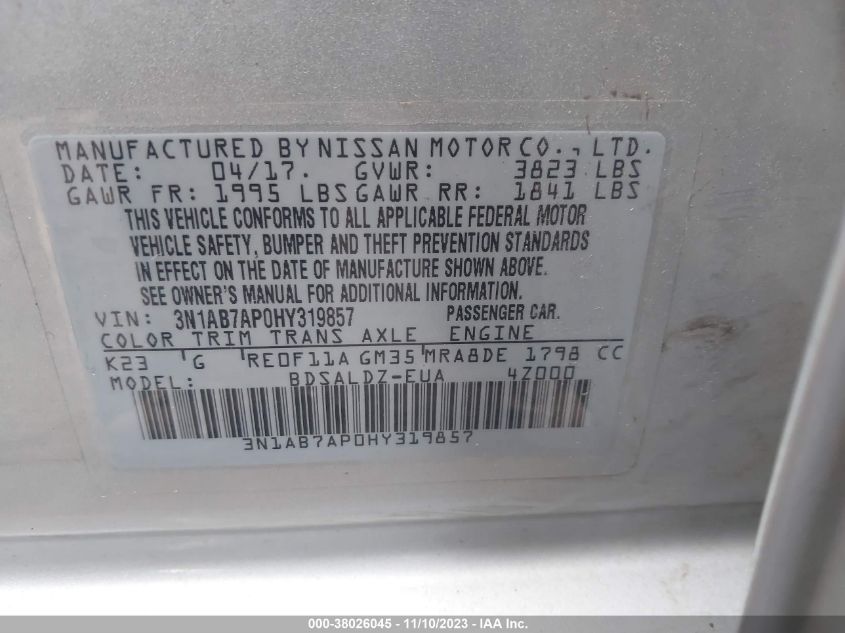 MANUFACTURED BY NISSAN MOTOR CO., LTD.
DATE: 04/17. GVWR: 3823 LBS
GAWR FR: 1995 LBS GAWR RR: 1841 LBS
THIS VEHICLE CONFORMS TO ALL APPLICABLE FEDERAL MOTOR
VEHICLE SAFETY, BUMPER AND THEFT PREVENTION STANDARDS
IN EFFECT ON THE DATE OF MANUFACTURE SHOWN ABOVE.
SEE OWNER'S MANUAL FOR ADDITIONAL INFORMATION.
VIN: 3N1AB7AP0HY319857 PASSENGER CAR.
COLOR TRIM TRANS AXLE ENGINE
K23 G RE0F11A GM35 MRA8DE 1798 CC
MODEL: BDSALDZ-EUA 4Z000
3N1AB7AP0HY319857
000-38026045 - 11/10/2023 - IAA Inc.